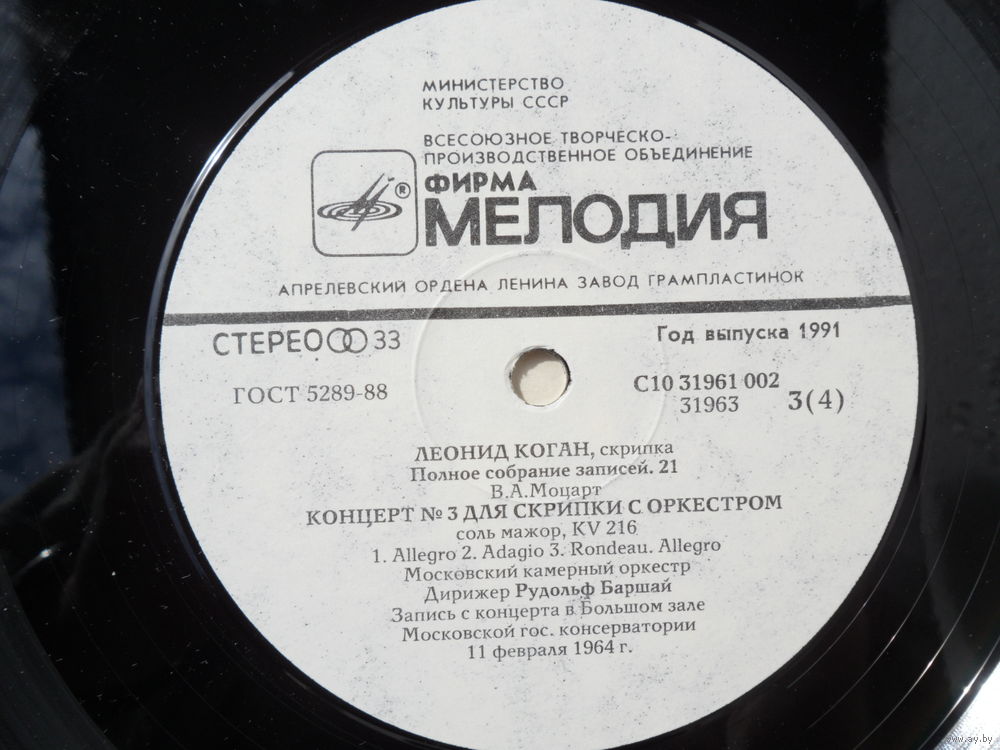 МИНИСТЕРСТВО
КУЛЬТУРЫ СССР
ВСЕСОЮЗНОЕ ТВОРЧЕСКО-
ПРОИЗВОДСТВЕННОЕ ОБЪЕДИНЕНИЕ
ФИРМА
®
МЕЛОДИЯ
АПРЕЛЕВСКИЙ ОРДЕНА ЛЕНИНА ЗАВОД ГРАМПЛАСТИНОК
СТЕРЕО 33
Год выпуска 1991
ГОСТ 5289-88
С10 31961 002
31963 3(4)
ЛЕОНИД КОГАН, скрипка
Полное собрание записей. 21
В.А.Моцарт
КОНЦЕРТ № 3 ДЛЯ СКРИПКИ С ОРКЕСТРОМ
соль мажор, KV 216
1. Allegro 2. Adagio 3. Rondeau. Allegro
Московский камерный оркестр
Дирижер Рудольф Баршай
Запись с концерта в Большом зале
Московской гос. консерватории
11 февраля 1964 г.
www.ay.by